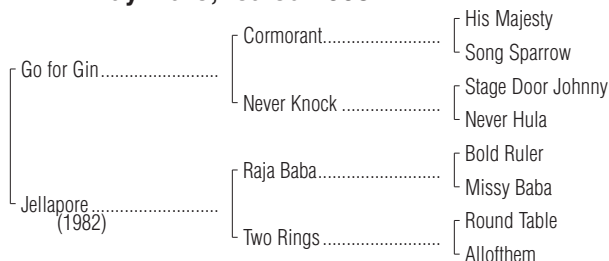 Cormorant........................ His Majesty
Song Sparrow
Go for Gin........................
Never Knock .................... Stage Door Johnny
Never Hula
Raja Baba........................ Bold Ruler
Missy Baba
Jellapore..........................
(1982)
Two Rings........................ Round Table
Allofthem